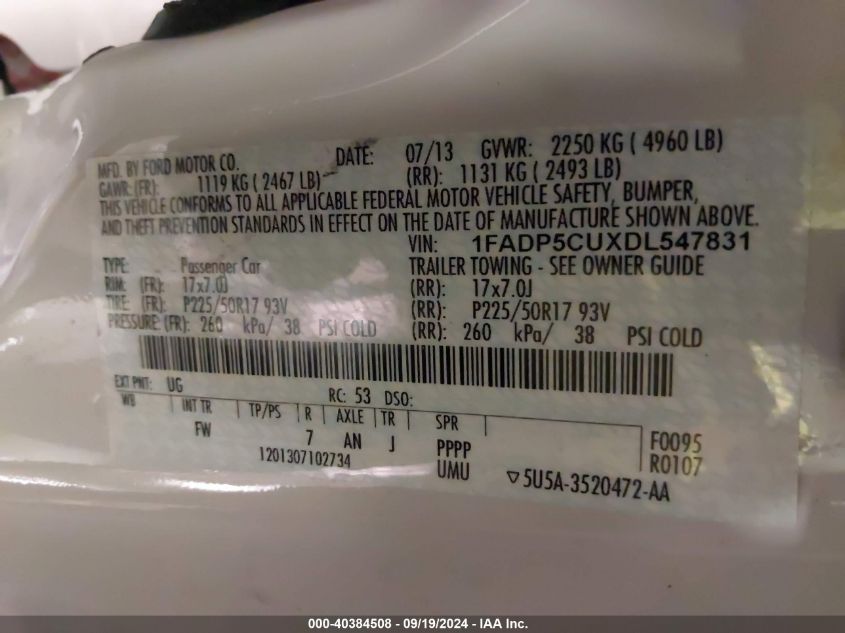 MFD. BY FORD MOTOR CO. DATE: 07/13 GVWR: 2250 KG ( 4960 LB)
GAWR: (FR): 1119 KG ( 2467 LB) (RR): 1131 KG ( 2493 LB)
THIS VEHICLE CONFORMS TO ALL APPLICABLE FEDERAL MOTOR VEHICLE SAFETY, BUMPER,
AND THEFT PREVENTION STANDARDS IN EFFECT ON THE DATE OF MANUFACTURE SHOWN ABOVE.
VIN: 1FADP5CUXDL547831
TYPE: Passenger Car TRAILER TOWING - SEE OWNER GUIDE
RIM: (FR): 17x7.0J (RR): 17x7.0J
TIRE: (FR): P225/50R17 93V (RR): P225/50R17 93V
PRESSURE: (FR): 260 kPa/ 38 PSI COLD (RR): 260 kPa/ 38 PSI COLD
EXT PNT: UG RC: 53 DSO:
WB INT TR TP/PS R AXLE TR SPR
FW 7 AN J PPPP F0095
1201307102734 UMU R0107
▽5U5A-3520472-AA
000-40384508 - 09/19/2024 - IAA Inc.